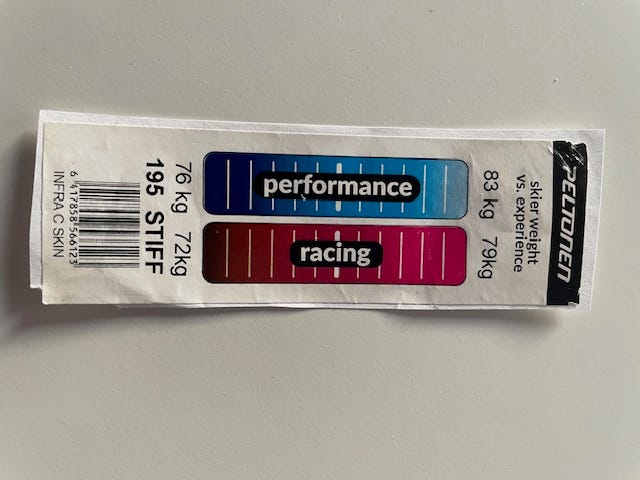 PELTONEN
skier weight
vs. experience
83 kg 79kg
performance
racing
76 kg 72kg
195 STIFF
6 417858 566123
INFRA C SKIN